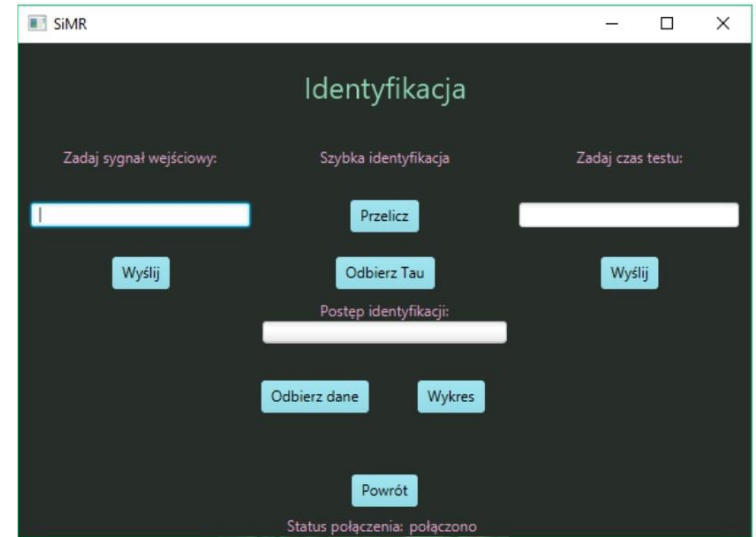 SiMR
Identyfikacja
Zadaj sygnał wejściowy:
Szybka identyfikacja
Zadaj czas testu:
Przelicz
Wyślij
Odbierz Tau
Wyślij
Postęp identyfikacji:
Odbierz dane
Wykres
Powrót
Status połączenia: połączono